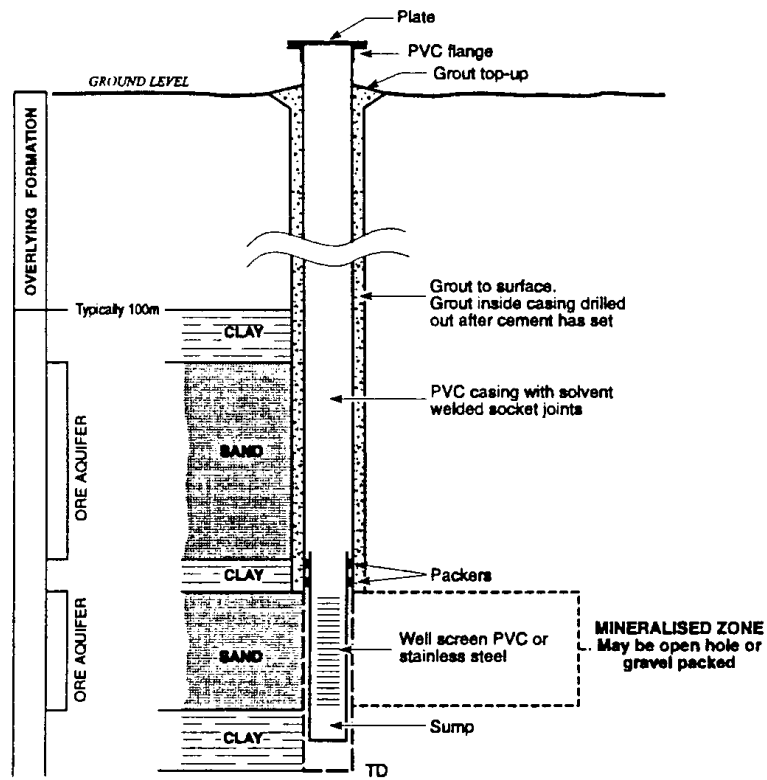 Plate
PVC flange
Grout top-up
GROUND LEVEL
OVERLYING FORMATION
Grout to surface.
Grout inside casing drilled
out after cement has set
Typically 100m
CLAY
PVC casing with solvent
welded socket joints
ORE AQUIFER
SAND
CLAY
Packers
ORE AQUIFER
SAND
Well screen PVC or
stainless steel
MINERALISED ZONE
May be open hole or
gravel packed
Sump
CLAY
TD